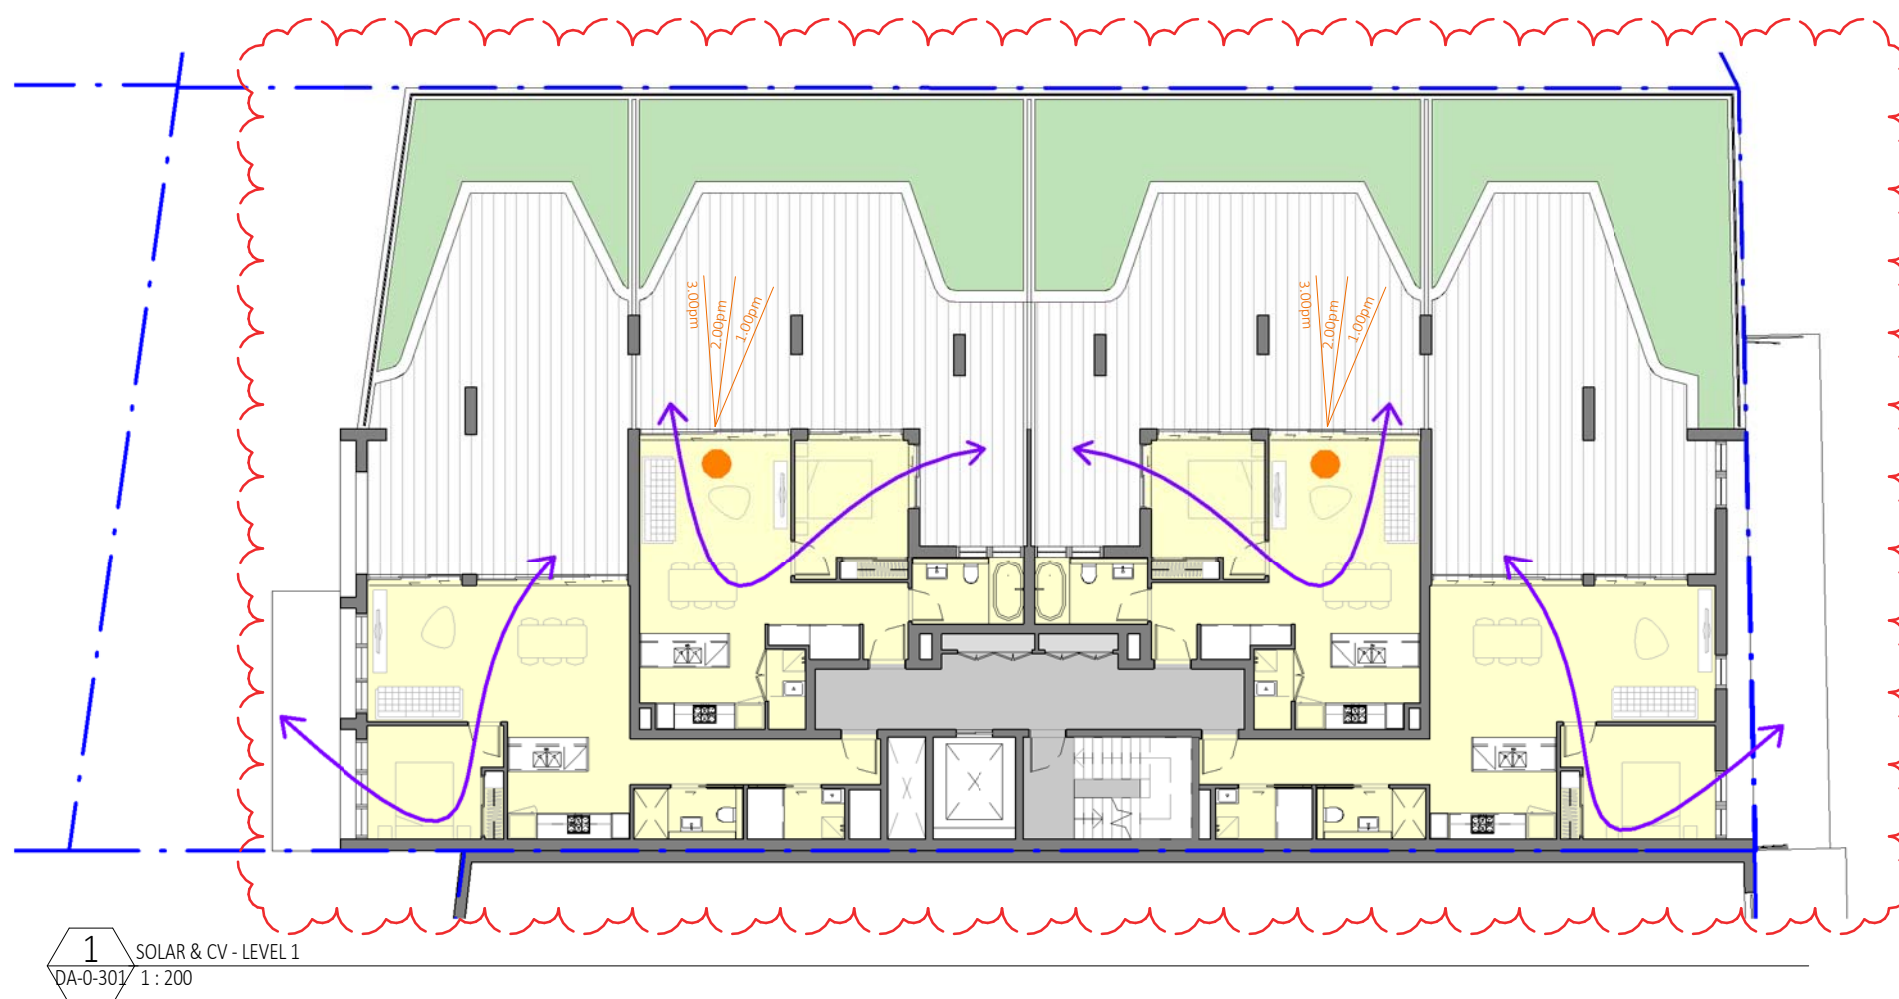 3.00pm
2.00pm
1.00pm
3.00pm
2.00pm
1.00pm
1
SOLAR & CV - LEVEL 1
DA-0-301
1 : 200